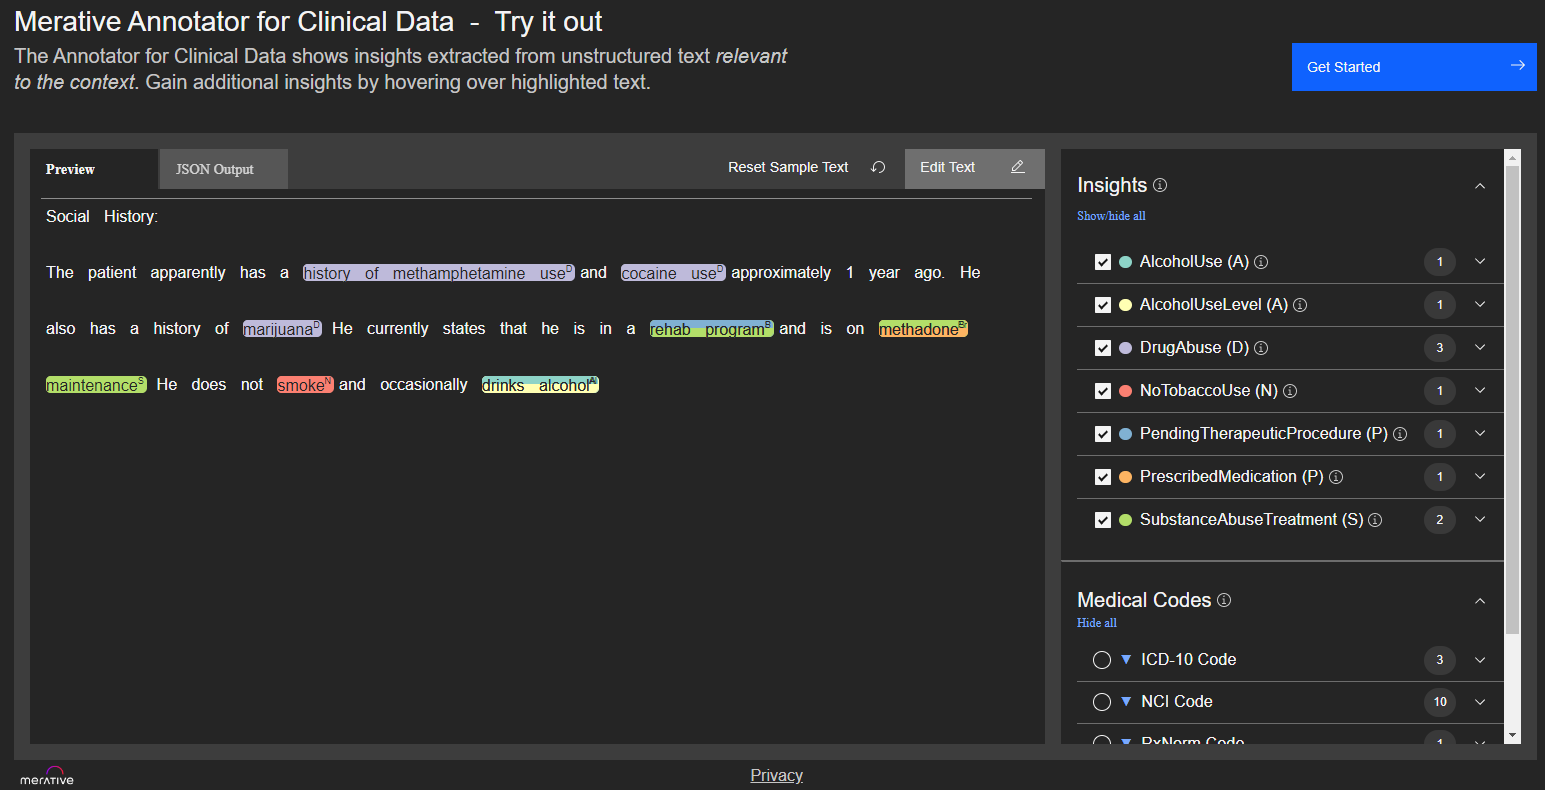 Merative Annotator for Clinical Data - Try it out
The Annotator for Clinical Data shows insights extracted from unstructured text relevant
to the context. Gain additional insights by hovering over highlighted text.
Get Started
Preview
JSON Output
Reset Sample Text
Edit Text
Social History:
The patient apparently has a history of methamphetamine use D and cocaine use D approximately 1 year ago. He
also has a history of marijuana D He currently states that he is in a rehab program and is on methadone
maintenance S He does not smoke N and occasionally drinks alcohol A
Insights
Show/hide all
AlcoholUse (A) 1
AlcoholUseLevel (A) 1
DrugAbuse (D) 3
NoTobaccoUse (N) 1
PendingTherapeuticProcedure (P) 1
PrescribedMedication (P) 1
SubstanceAbuseTreatment (S) 2
Medical Codes
Hide all
ICD-10 Code 3
NCI Code 10
RxNorm Code 1
merative
Privacy